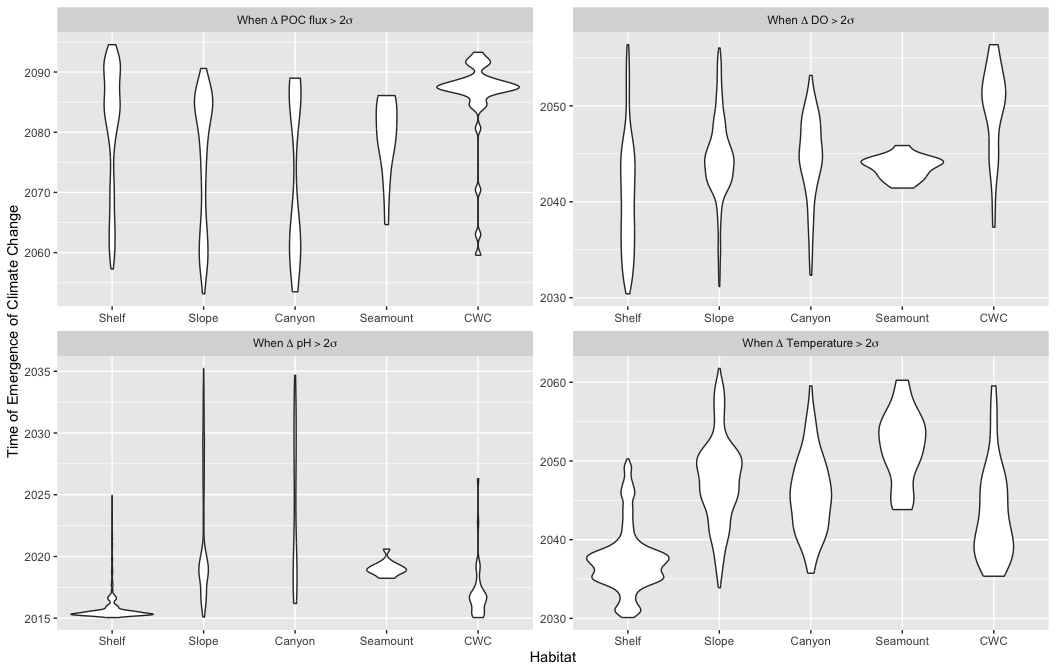 When Δ POC flux > 2σ
When Δ DO > 2σ
2090
2080
2070
2060
2050
2040
2030
Shelf Slope Canyon Seamount CWC
Shelf Slope Canyon Seamount CWC
Time of Emergence of Climate Change
When Δ pH > 2σ
When Δ Temperature > 2σ
2035
2030
2025
2020
2015
2060
2050
2040
2030
Shelf Slope Canyon Seamount CWC
Shelf Slope Canyon Seamount CWC
Habitat